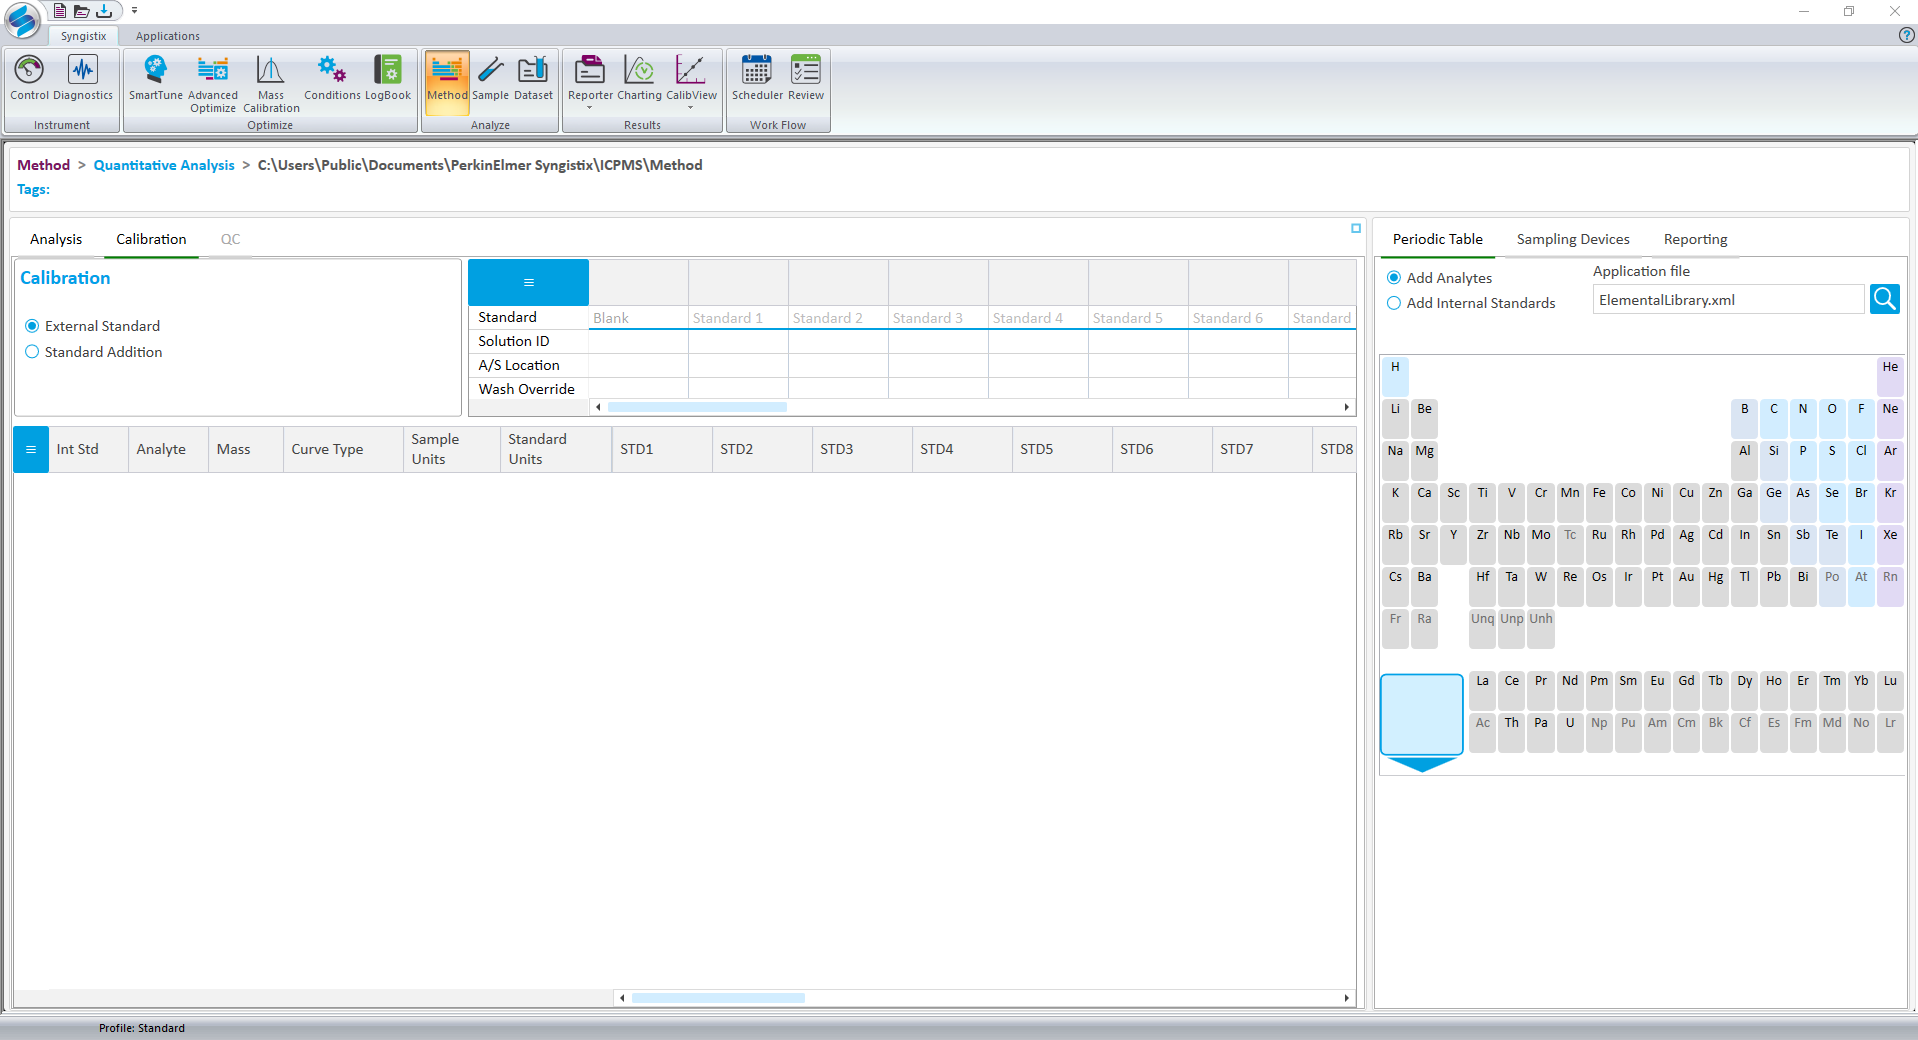 Syngistix Applications
Control Diagnostics SmartTune Advanced Optimize Mass Calibration Conditions LogBook Method Sample Dataset Reporter Charting CalibView Scheduler Review
Instrument Optimize Analyze Results Work Flow
Method > Quantitative Analysis > C:\Users\Public\Documents\PerkinElmer Syngistix\ICPMS\Method
Tags:
Analysis Calibration QC
Calibration
External Standard
Standard Addition
Standard Blank Standard 1 Standard 2 Standard 3 Standard 4 Standard 5 Standard 6 Standard
Solution ID
A/S Location
Wash Override
Int Std Analyte Mass Curve Type Sample Units Standard Units STD1 STD2 STD3 STD4 STD5 STD6 STD7 STD8
Periodic Table Sampling Devices Reporting
Add Analytes Application file
Add Internal Standards ElementalLibrary.xml
H He
Li Be B C N O F Ne
Na Mg Al Si P S Cl Ar
K Ca Sc Ti V Cr Mn Fe Co Ni Cu Zn Ga Ge As Se Br Kr
Rb Sr Y Zr Nb Mo Tc Ru Rh Pd Ag Cd In Sn Sb Te I Xe
Cs Ba Hf Ta W Re Os Ir Pt Au Hg Tl Pb Bi Po At Rn
Fr Ra Unq Unp Unh
La Ce Pr Nd Pm Sm Eu Gd Tb Dy Ho Er Tm Yb Lu
Ac Th Pa U Np Pu Am Cm Bk Cf Es Fm Md No Lr
Profile: Standard